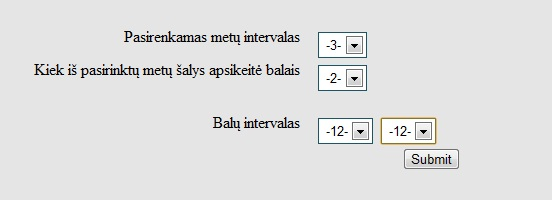 Pasirenkamas metų intervalas -3-
Kiek iš pasirinktų metų šalys apsikeitė balais -2-
Balų intervalas -12- -12-
Submit